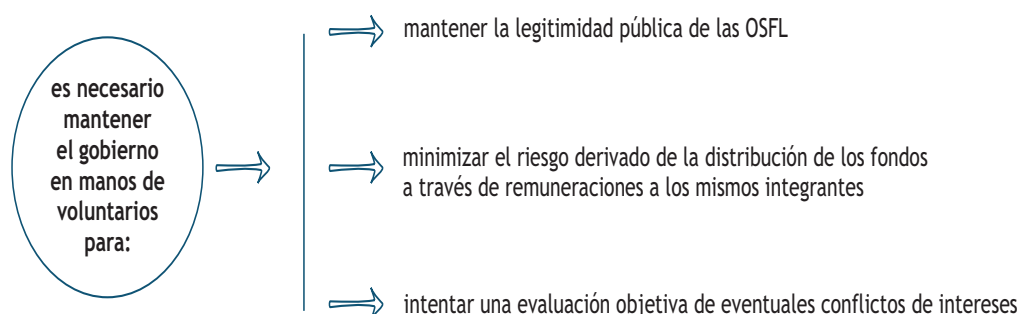 es necesario
mantener
el gobierno
en manos de
voluntarios
para:
mantener la legitimidad pública de las OSFL
minimizar el riesgo derivado de la distribución de los fondos
a través de remuneraciones a los mismos integrantes
intentar una evaluación objetiva de eventuales conflictos de intereses